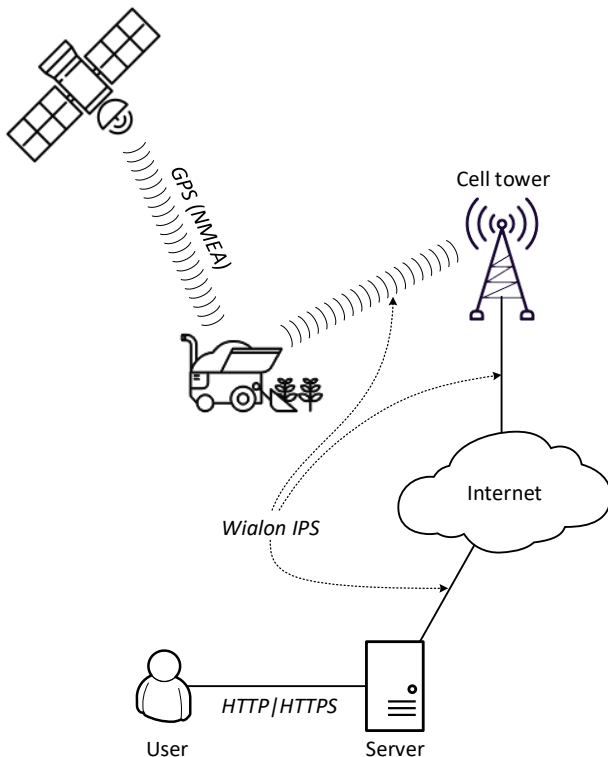 GPS (NMEA)
Cell tower
Internet
Wialon IPS
HTTP|HTTPS
User
Server